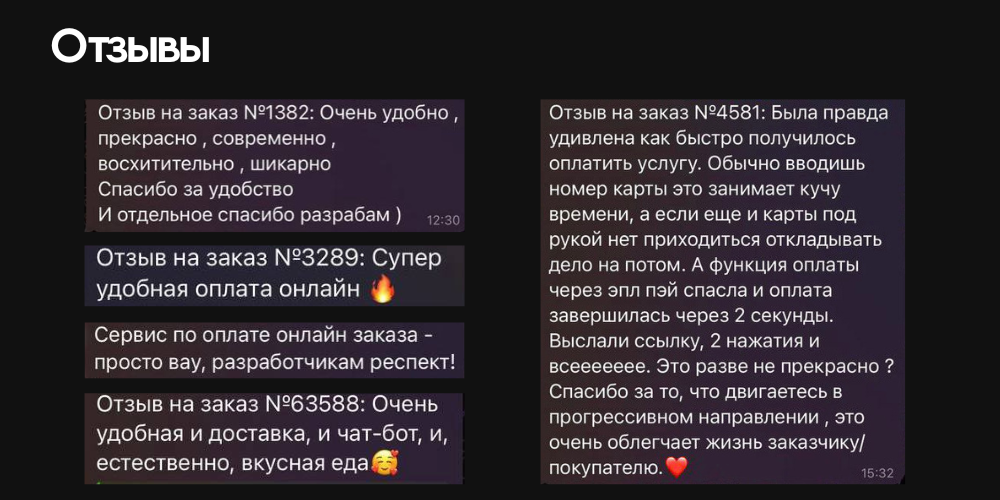 Отзывы
Отзыв на заказ №1382: Очень удобно ,
прекрасно , современно ,
восхитительно , шикарно
Спасибо за удобство
И отдельное спасибо разрабам )
12:30
Отзыв на заказ №3289: Супер
удобная оплата онлайн 🔥
Сервис по оплате онлайн заказа -
просто вау, разработчикам респект!
Отзыв на заказ №63588: Очень
удобная и доставка, и чат-бот, и,
естественно, вкусная еда🥰
Отзыв на заказ №4581: Была правда
удивлена как быстро получилось
оплатить услугу. Обычно вводишь
номер карты это занимает кучу
времени, а если еще и карты под
рукой нет приходиться откладывать
дело на потом. А функция оплаты
через эпл пэй спасла и оплата
завершилась через 2 секунды.
Выслали ссылку, 2 нажатия и
всеееееее. Это разве не прекрасно ?
Спасибо за то, что двигаетесь в
прогрессивном направлении , это
очень облегчает жизнь заказчику/
покупателю.❤️
15:32